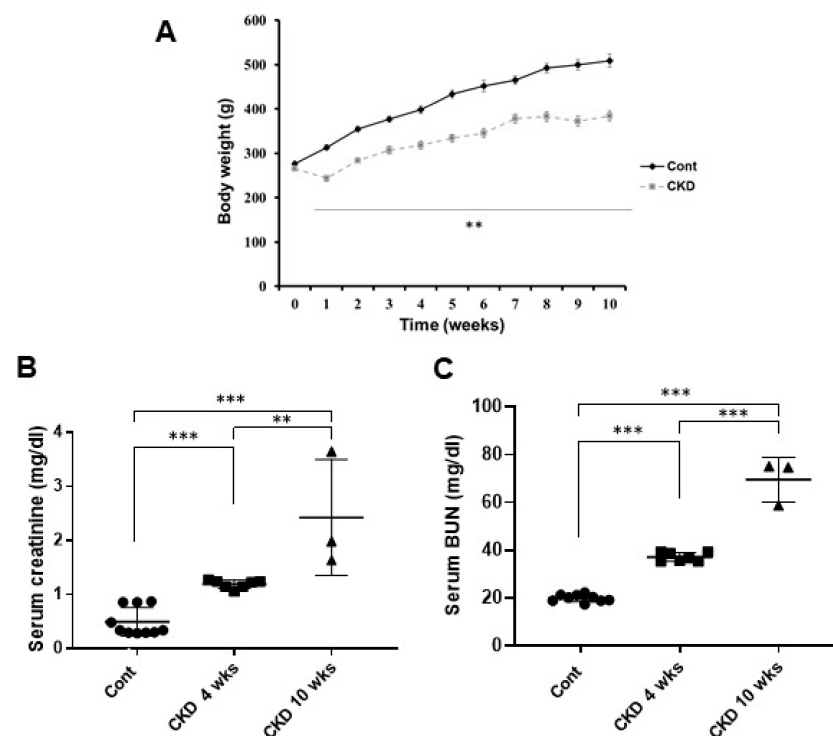 A
600
500
400
300
200
100
0
Body weight (g)
0 1 2 3 4 5 6 7 8 9 10
Time (weeks)
**
Cont
CKD
B
Serum creatinine (mg/dl)
4
3
2
1
0
***
***
**
Cont
CKD 4 wks
CKD 10 wks
C
Serum BUN (mg/dl)
100
80
60
40
20
0
***
***
***
Cont
CKD 4 wks
CKD 10 wks